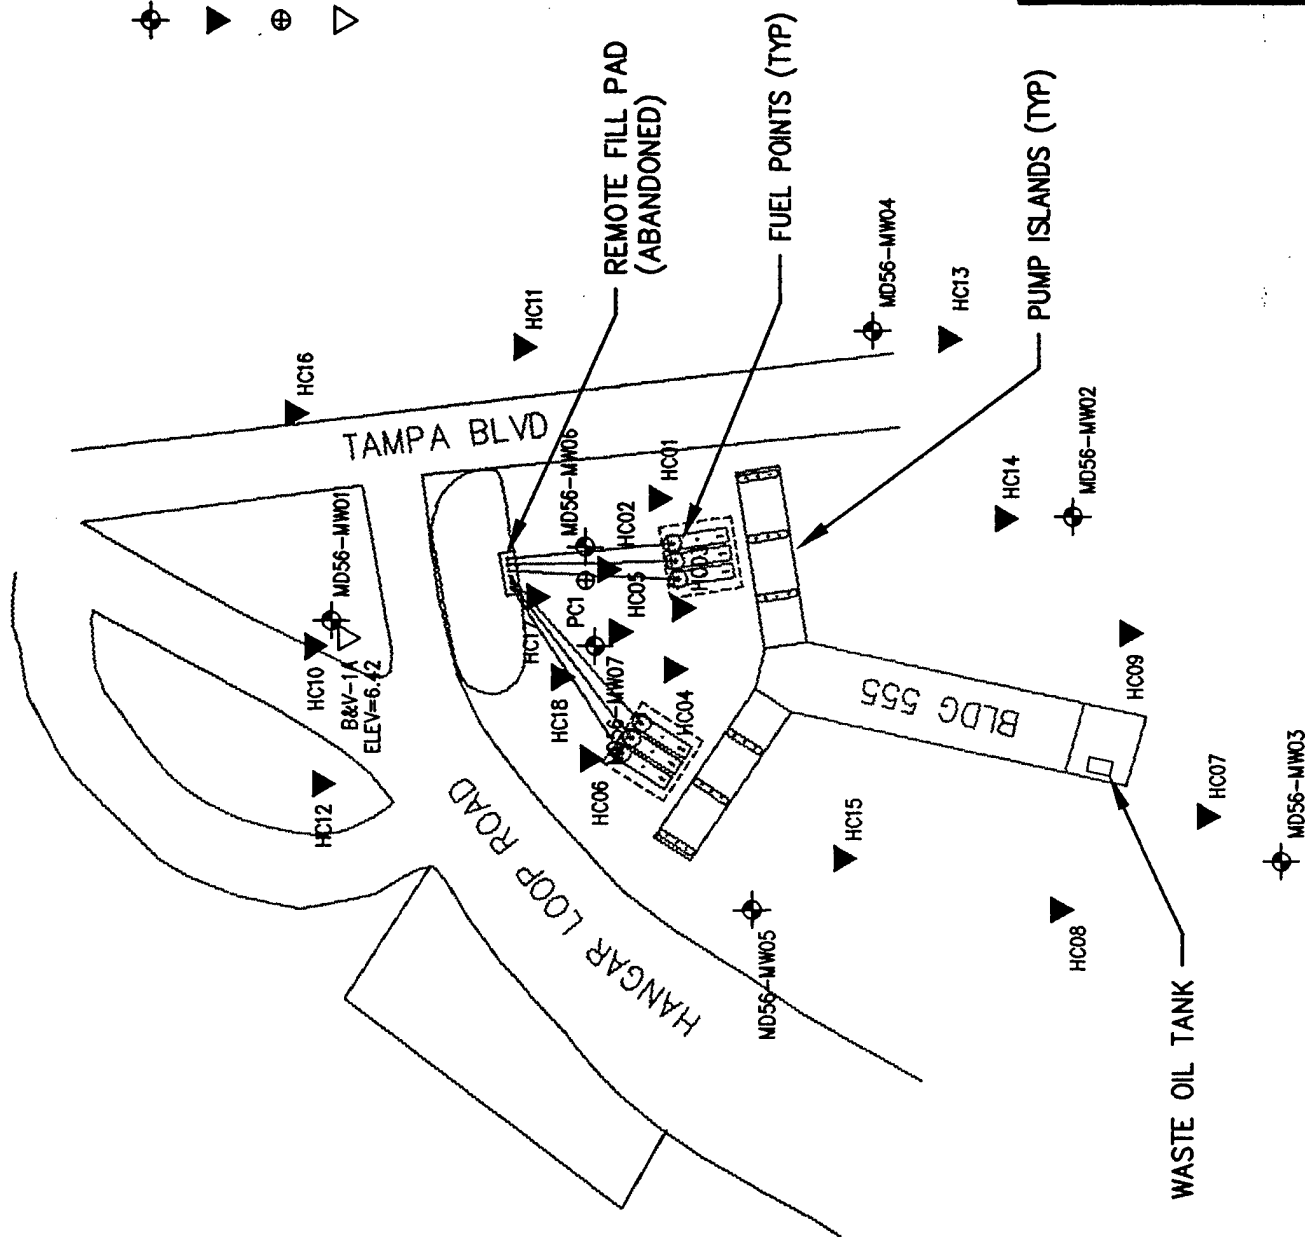 REMOTE FILL PAD
(ABANDONED)
FUEL POINTS (TYP)
PUMP ISLANDS (TYP)
WASTE OIL TANK
TAMPA BLVD
HANGAR LOOP ROAD
BLDG 555
HC16
HC11
MD56-MW04
HC13
MD56-MW01
HC10
B&V-1A
ELEV=6.42
HC12
MD56-MW06
HC01
HC02
HC05
PC1
HC17
HC03
HC18
MD56-MW07
HC04
HC06
HC14
MD56-MW02
HC09
HC07
MD56-MW03
HC15
MD56-MW05
HC08